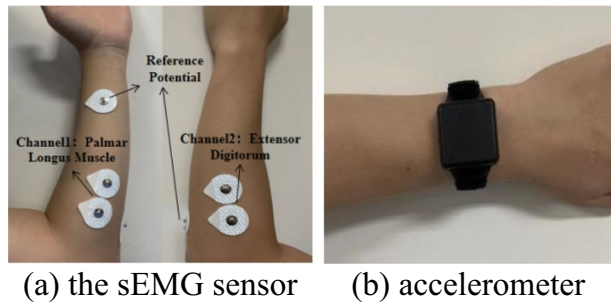 Reference
Potential
Channel1: Palmar
Longus Muscle
Channel2: Extensor
Digitorum
(a) the sEMG sensor
(b) accelerometer